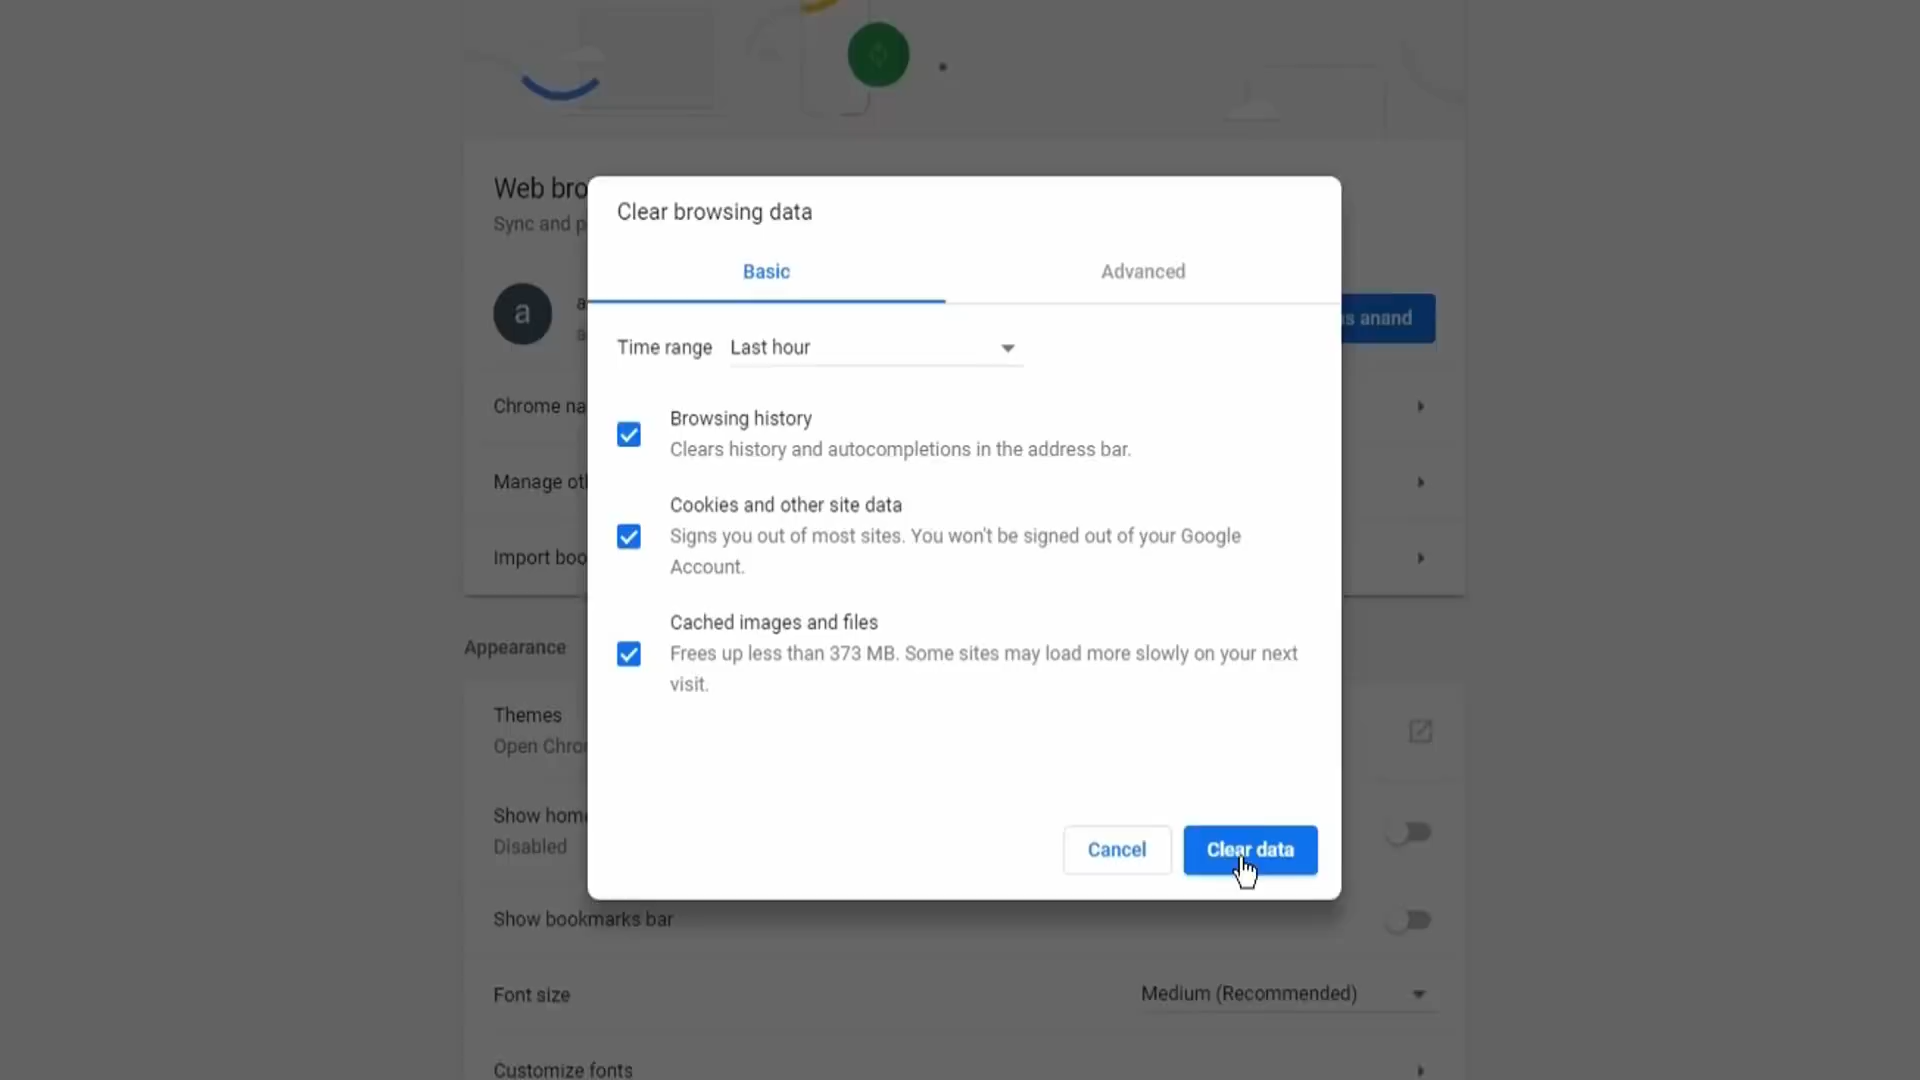 Clear browsing data
Basic
Advanced
Time range
Last hour
Browsing history
Clears history and autocompletions in the address bar.
Cookies and other site data
Signs you out of most sites. You won't be signed out of your Google
Account.
Cached images and files
Frees up less than 373 MB. Some sites may load more slowly on your next
visit.
Cancel
Clear data
Web bro
Sync and p
a
a
a
s anand
Chrome na
Manage ot
Import boo
Appearance
Themes
Open Chro
Show hom
Disabled
Show bookmarks bar
Font size
Medium (Recommended)
Customize fonts